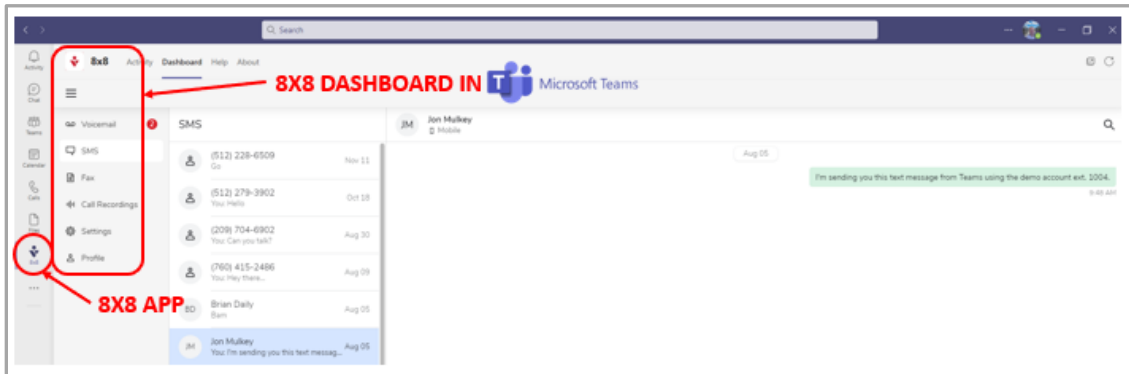 Search
8x8
Activity
Dashboard
Help
About
8X8 DASHBOARD IN
Microsoft Teams
Activity
Chat
Teams
Calendar
Calls
Files
8x8
8X8 APP
Voicemail 2
SMS
Fax
Call Recordings
Settings
Profile
SMS
(512) 228-6509
Nov 11
Go
(512) 279-3902
Oct 18
You: Hello
(209) 704-6902
Aug 30
You: Can you talk?
(760) 415-2486
Aug 09
You: Hey there...
BD
Brian Daily
Aug 05
Bam
JM
Jon Mulkey
Aug 05
You: I'm sending you this text messag...
JM
Jon Mulkey
Mobile
Aug 05
I'm sending you this text message from Teams using the demo account ext. 1004.
9:48 AM